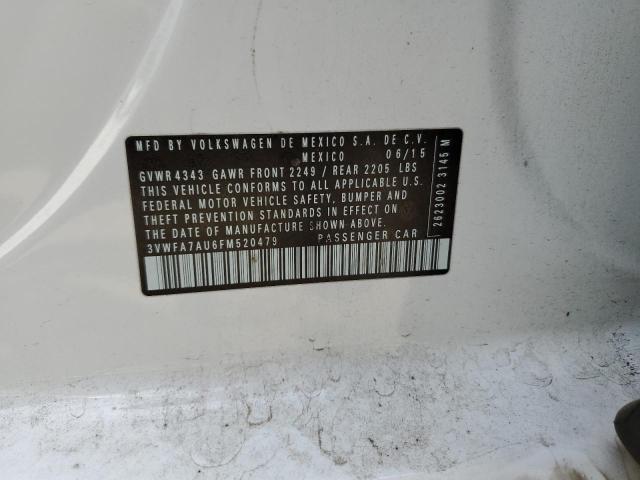 MFD BY VOLKSWAGEN DE MEXICO S.A. DE C.V.
MEXICO 06/15
GVWR 4343 GAWR FRONT 2249 / REAR 2205 LBS
THIS VEHICLE CONFORMS TO ALL APPLICABLE
FEDERAL MOTOR VEHICLE SAFETY, BUMPER AND
THEFT PREVENTION STANDARDS IN EFFECT ON
THE DATE OF MANUFACTURE SHOWN ABOVE.
3VWFA7AU6FM520479 PASSENGER CAR
2623002 3145 M